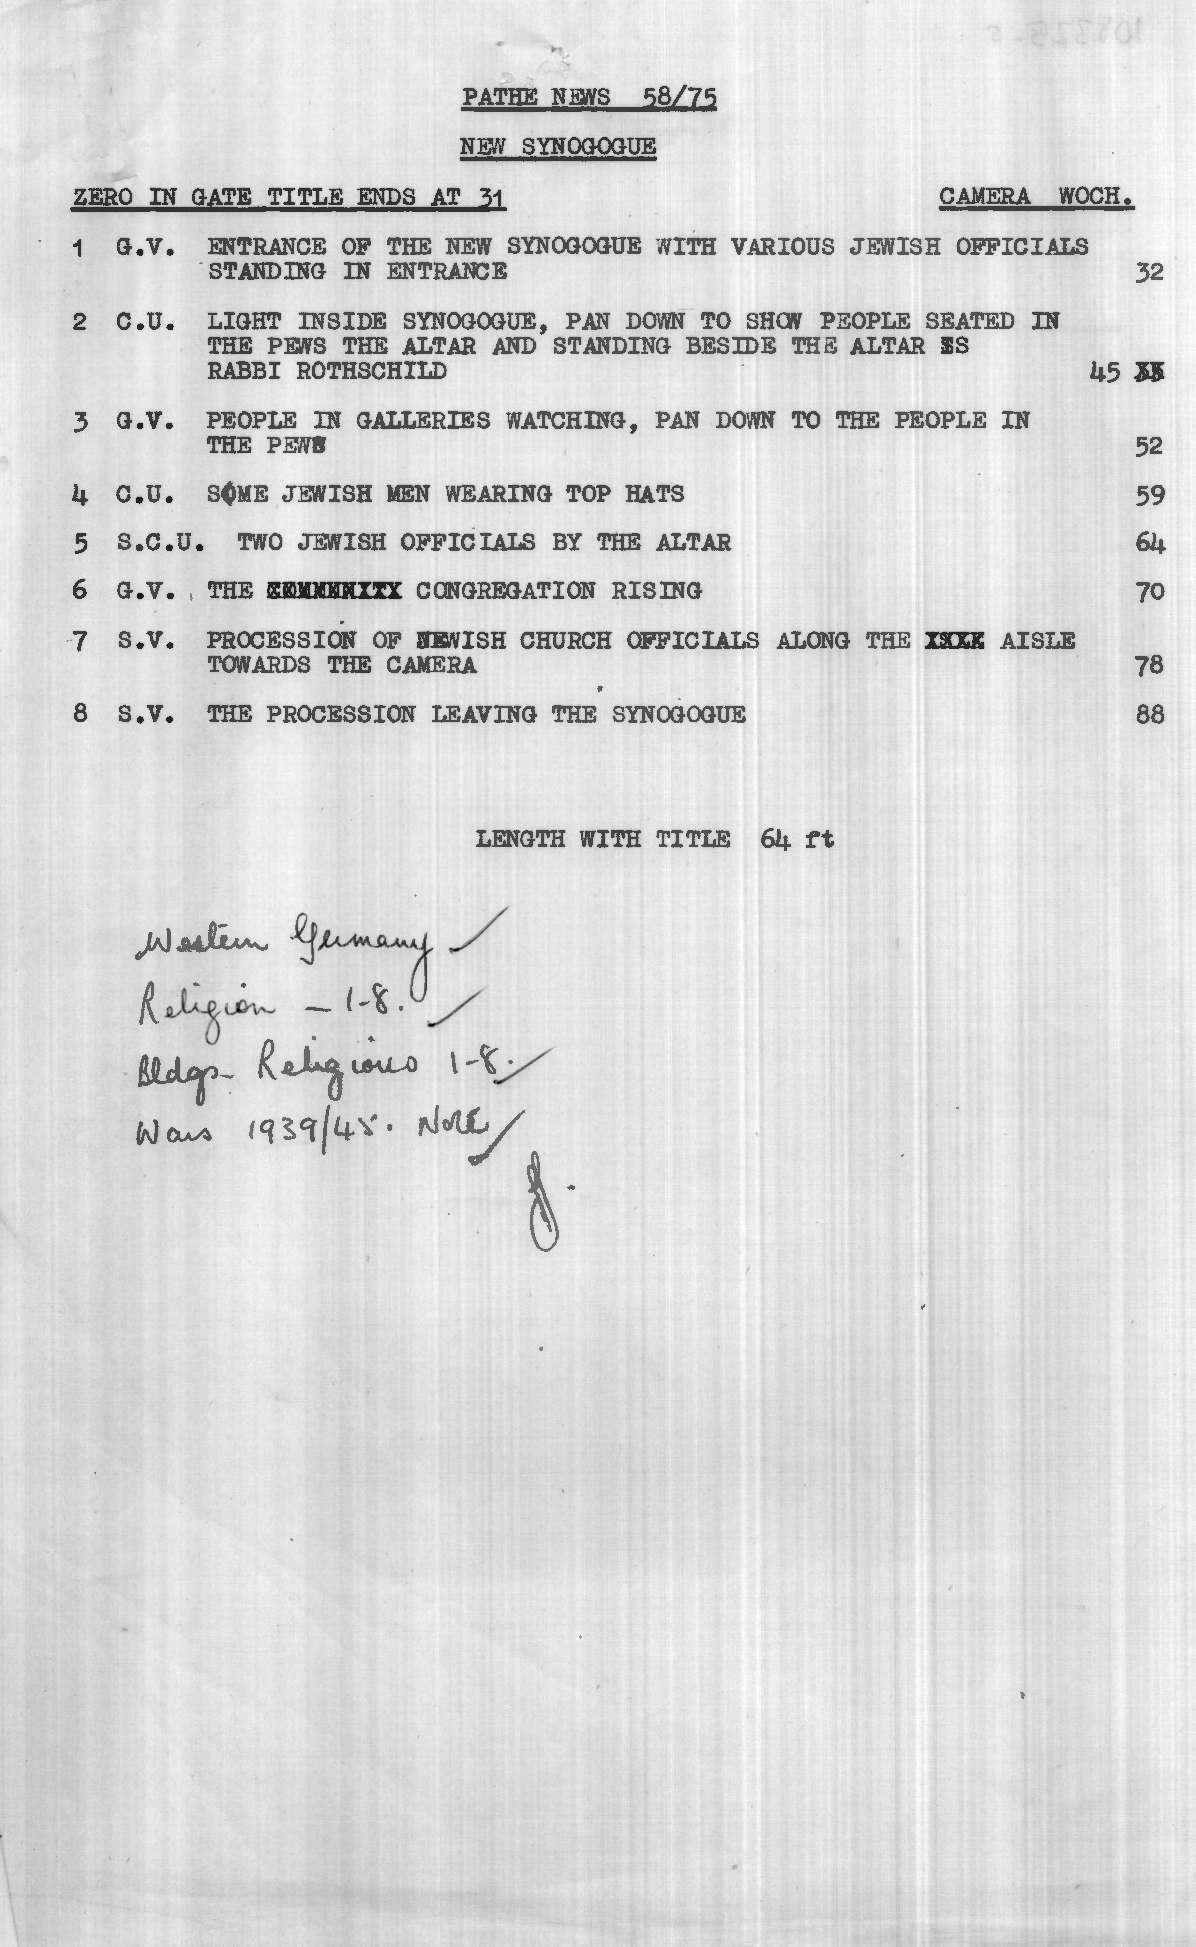 PATHE NEWS 58/75
NEW SYNOGOGUE
ZERO IN GATE TITLE ENDS AT 31 CAMERA WOCH.
1 G.V. ENTRANCE OF THE NEW SYNOGOGUE WITH VARIOUS JEWISH OFFICIALS
STANDING IN ENTRANCE 32
2 C.U. LIGHT INSIDE SYNOGOGUE, PAN DOWN TO SHOW PEOPLE SEATED IN
THE PEWS THE ALTAR AND STANDING BESIDE THE ALTAR IS
RABBI ROTHSCHILD 45
3 G.V. PEOPLE IN GALLERIES WATCHING, PAN DOWN TO THE PEOPLE IN
THE PEWS 52
4 C.U. SOME JEWISH MEN WEARING TOP HATS 59
5 S.C.U. TWO JEWISH OFFICIALS BY THE ALTAR 64
6 G.V. THE CONGREGATION RISING 70
7 S.V. PROCESSION OF JEWISH CHURCH OFFICIALS ALONG THE AISLE
TOWARDS THE CAMERA 78
8 S.V. THE PROCESSION LEAVING THE SYNOGOGUE 88
LENGTH WITH TITLE 64 ft
Western Germany
Religion - 1-8.
Bldgs - Religious 1-8.
Wars 1939/45. Note